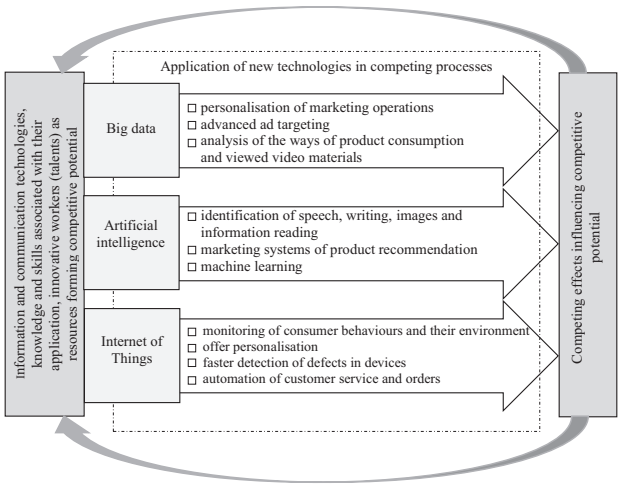 Application of new technologies in competing processes
Information and communication technologies,
knowledge and skills associated with their
application, innovative workers (talents) as
resources forming competitive potential
Big data
□ personalisation of marketing operations
□ advanced ad targeting
□ analysis of the ways of product consumption
and viewed video materials
Artificial
intelligence
□ identification of speech, writing, images and
information reading
□ marketing systems of product recommendation
□ machine learning
Internet of
Things
□ monitoring of consumer behaviours and their environment
□ offer personalisation
□ faster detection of defects in devices
□ automation of customer service and orders
Competing effects influencing competitive
potential